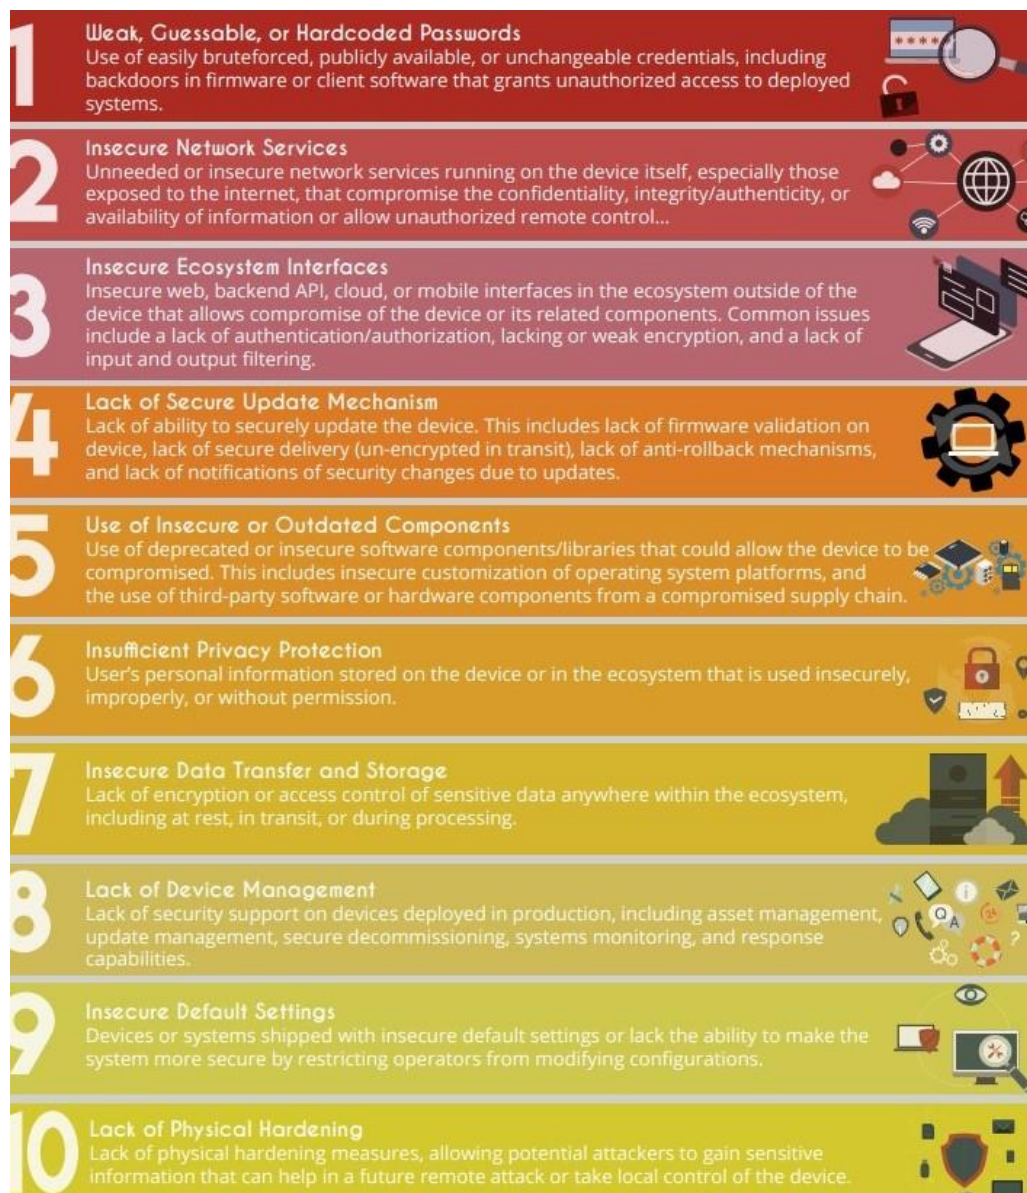 1
Weak, Guessable, or Hardcoded Passwords
Use of easily bruteforced, publicly available, or unchangeable credentials, including
backdoors in firmware or client software that grants unauthorized access to deployed
systems.
2
Insecure Network Services
Unneeded or insecure network services running on the device itself, especially those
exposed to the internet, that compromise the confidentiality, integrity/authenticity, or
availability of information or allow unauthorized remote control...
3
Insecure Ecosystem Interfaces
Insecure web, backend API, cloud, or mobile interfaces in the ecosystem outside of the
device that allows compromise of the device or its related components. Common issues
include a lack of authentication/authorization, lacking or weak encryption, and a lack of
input and output filtering.
4
Lack of Secure Update Mechanism
Lack of ability to securely update the device. This includes lack of firmware validation on
device, lack of secure delivery (un-encrypted in transit), lack of anti-rollback mechanisms,
and lack of notifications of security changes due to updates.
5
Use of Insecure or Outdated Components
Use of deprecated or insecure software components/libraries that could allow the device to be
compromised. This includes insecure customization of operating system platforms, and
the use of third-party software or hardware components from a compromised supply chain.
6
Insufficient Privacy Protection
User's personal information stored on the device or in the ecosystem that is used insecurely,
improperly, or without permission.
7
Insecure Data Transfer and Storage
Lack of encryption or access control of sensitive data anywhere within the ecosystem,
including at rest, in transit, or during processing.
8
Lack of Device Management
Lack of security support on devices deployed in production, including asset management,
update management, secure decommissioning, systems monitoring, and response
capabilities.
Q A
24
?
9
Insecure Default Settings
Devices or systems shipped with insecure default settings or lack the ability to make the
system more secure by restricting operators from modifying configurations.
10
Lack of Physical Hardening
Lack of physical hardening measures, allowing potential attackers to gain sensitive
information that can help in a future remote attack or take local control of the device.